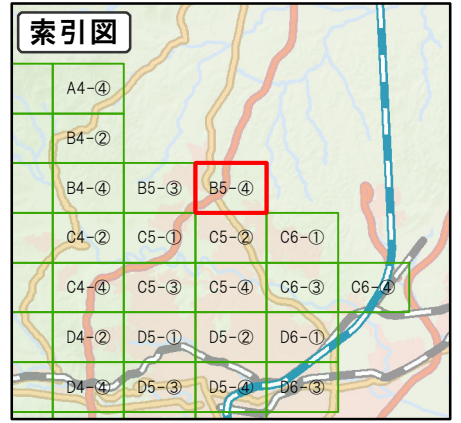 索引図
A4-④
B4-②
B4-④ B5-③ B5-④
C4-② C5-① C5-② C6-①
C4-④ C5-③ C5-④ C6-③ C6-④
D4-② D5-① D5-② D6-①
D4-④ D5-③ D5-④ D6-③